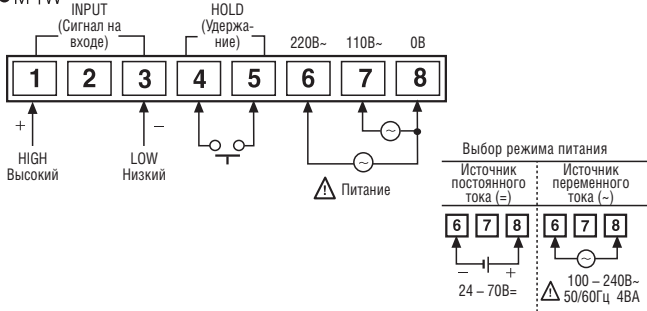 M4W
INPUT
(Сигнал на
входе)
HOLD
(Удержа-
ние)
220В~ 110В~ 0В
1 2 3 4 5 6 7 8
+ −
HIGH
Высокий
LOW
Низкий
Питание
Выбор режима питания
Источник
постоянного
тока (=)
Источник
переменного
тока (~)
6 7 8 6 7 8
− +
24 – 70В=
100 – 240В~
50/60Гц 4ВА